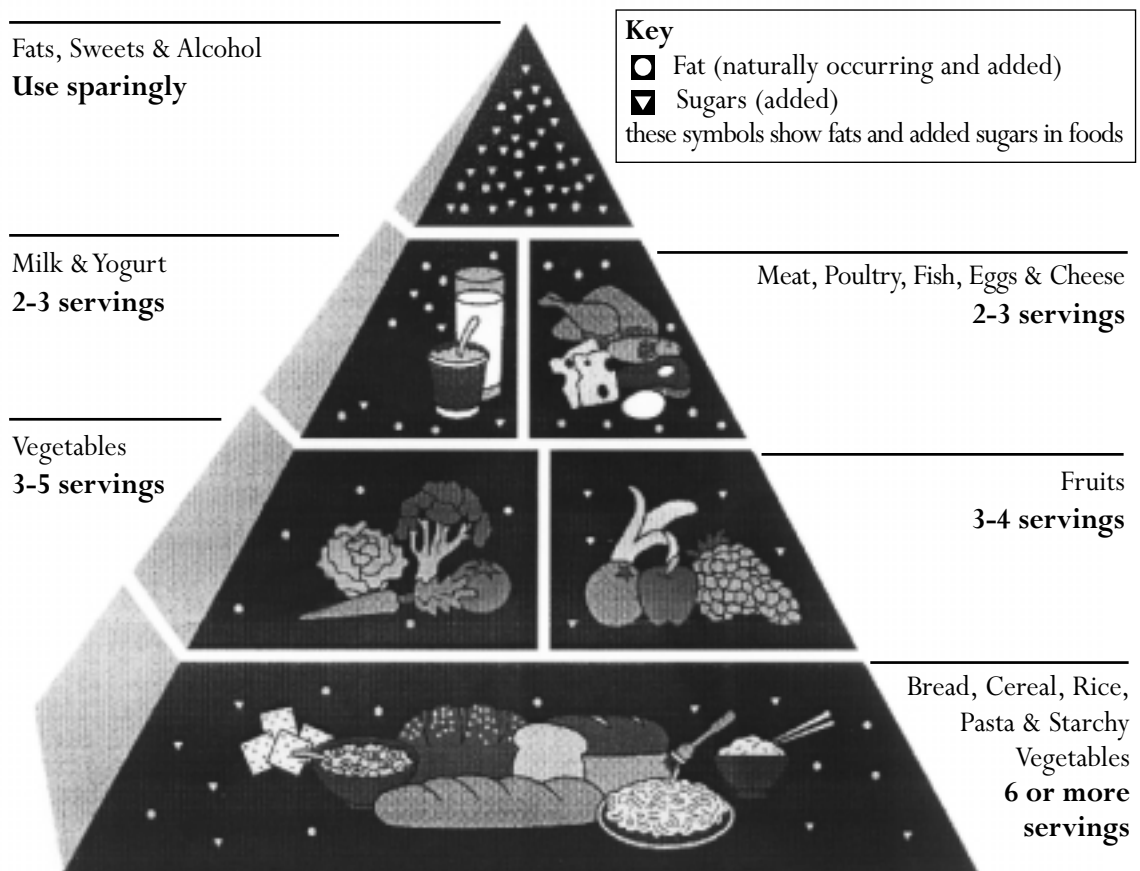 Fats, Sweets & Alcohol
Use sparingly
Key
Fat (naturally occurring and added)
Sugars (added)
these symbols show fats and added sugars in foods
Milk & Yogurt
2-3 servings
Meat, Poultry, Fish, Eggs & Cheese
2-3 servings
Vegetables
3-5 servings
Fruits
3-4 servings
Bread, Cereal, Rice,
Pasta & Starchy
Vegetables
6 or more
servings